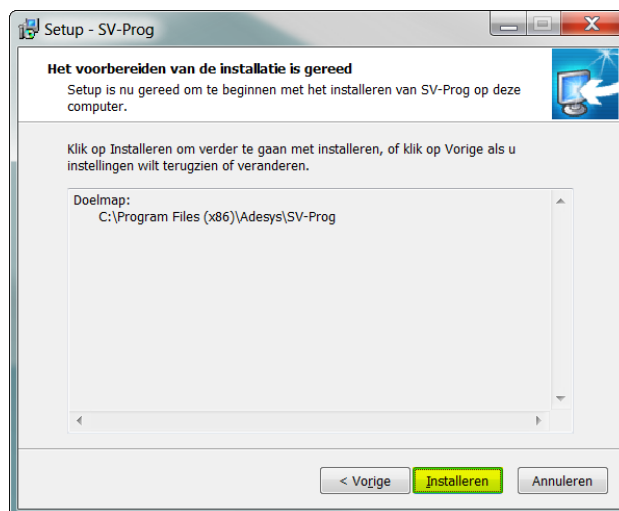 Setup - SV-Prog
Het voorbereiden van de installatie is gereed
Setup is nu gereed om te beginnen met het installeren van SV-Prog op deze
computer.
Klik op Installeren om verder te gaan met installeren, of klik op Vorige als u
instellingen wilt terugzien of veranderen.
Doelmap:
C:\Program Files (x86)\Adesys\SV-Prog
< Vorige
Installeren
Annuleren